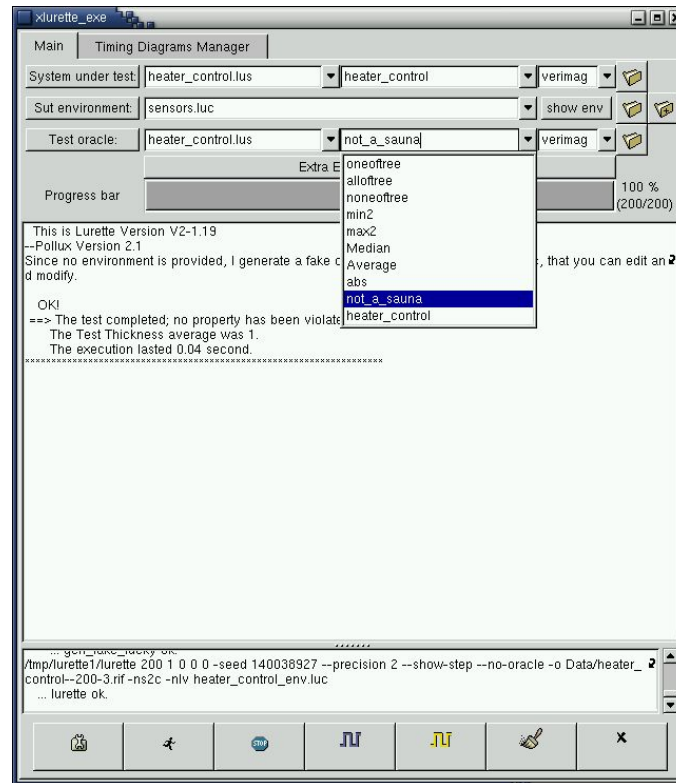 xlurette_exe
Main Timing Diagrams Manager
System under test: heater_control.lus heater_control verimag
Sut environment: sensors.luc show env
Test oracle: heater_control.lus not_a_sauna verimag
Extra E
oneoftree
alloftree
noneoftree
min2
max2
Median
Average
abs
not_a_sauna
heater_control
Progress bar 100 %
(200/200)
This is Lurette Version V2-1.19
--Pollux Version 2.1
Since no environment is provided, I generate a fake , that you can edit an
d modify.
OK!
==> The test completed; no property has been violate
The Test Thickness average was 1.
The execution lasted 0.04 second.
... gen_fake_lucky ok.
/tmp/lurette1/lurette 200 1 0 0 0 -seed 140038927 --precision 2 --show-step --no-oracle -o Data/heater_
control--200-3.rif -ns2c -nlv heater_control_env.luc
... lurette ok.
STOP
x